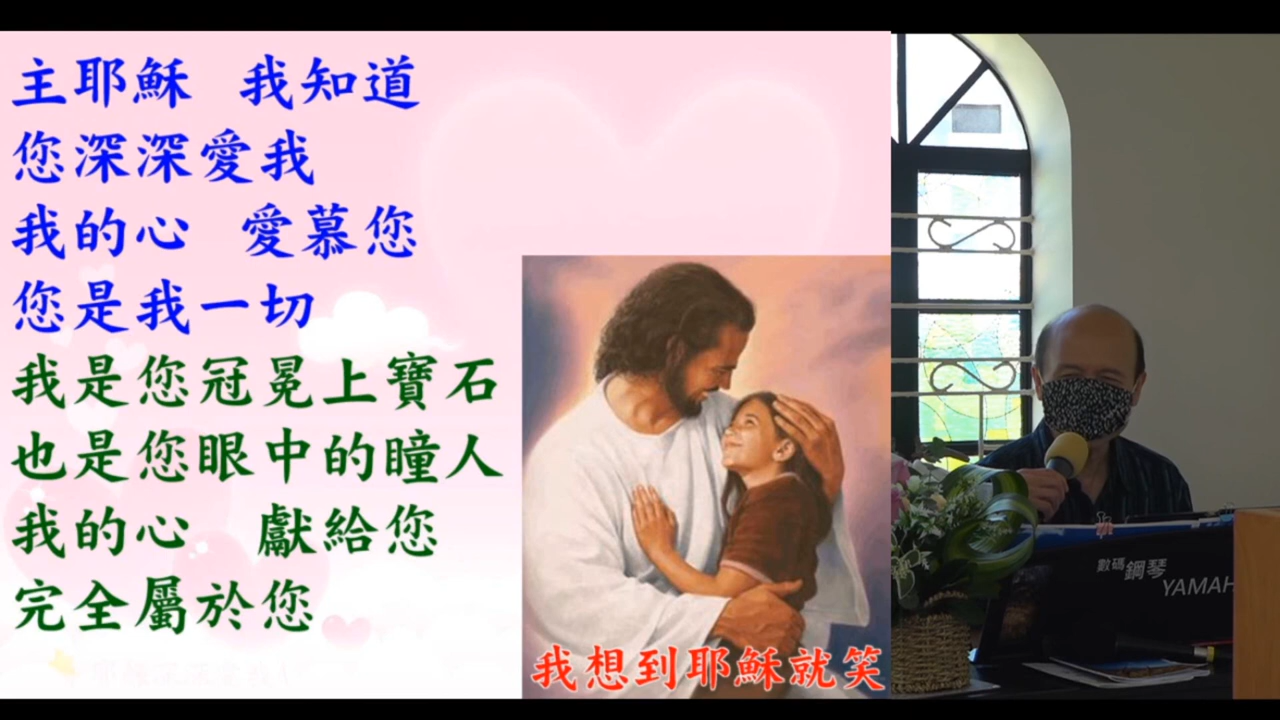 主耶穌 我知道
您深深愛我
我的心 愛慕您
您是我一切
我是您冠冕上寶石
也是您眼中的瞳人
我的心 獻給您
完全屬於您
我想到耶穌就笑
數碼鋼琴
YAMAH